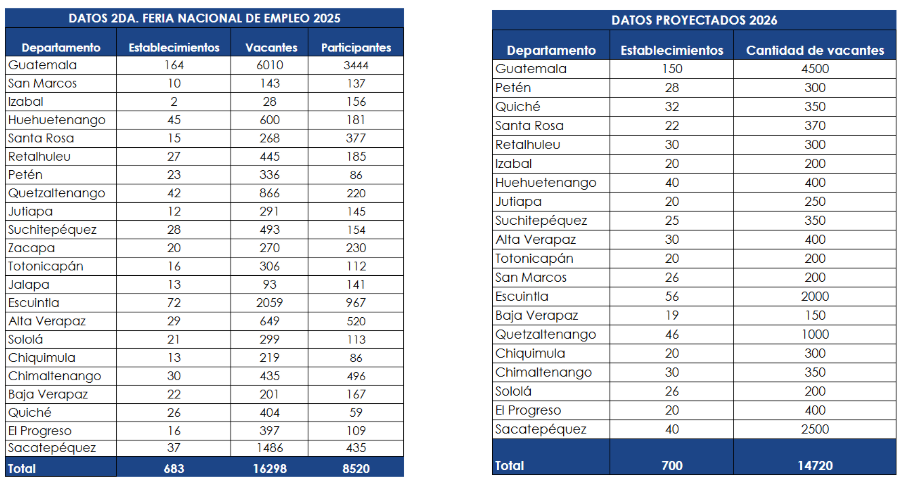 DATOS 2DA. FERIA NACIONAL DE EMPLEO 2025
Departamento Establecimientos Vacantes Participantes
Guatemala 164 6010 3444
San Marcos 10 143 137
Izabal 2 28 156
Huehuetenango 45 600 181
Santa Rosa 15 268 377
Retalhuleu 27 445 185
Petén 23 336 86
Quetzaltenango 42 866 220
Jutiapa 12 291 145
Suchitepéquez 28 493 154
Zacapa 20 270 230
Totonicapán 16 306 112
Jalapa 13 93 141
Escuintla 72 2059 967
Alta Verapaz 29 649 520
Sololá 21 299 113
Chiquimula 13 219 86
Chimaltenango 30 435 496
Baja Verapaz 22 201 167
Quiché 26 404 59
El Progreso 16 397 109
Sacatepéquez 37 1486 435
Total 683 16298 8520
DATOS PROYECTADOS 2026
Departamento Establecimientos Cantidad de vacantes
Guatemala 150 4500
Petén 28 300
Quiché 32 350
Santa Rosa 22 370
Retalhuleu 30 300
Izabal 20 200
Huehuetenango 40 400
Jutiapa 20 250
Suchitepéquez 25 350
Alta Verapaz 30 400
Totonicapán 20 200
San Marcos 26 200
Escuintla 56 2000
Baja Verapaz 19 150
Quetzaltenango 46 1000
Chiquimula 20 300
Chimaltenango 30 350
Sololá 26 200
El Progreso 20 400
Sacatepéquez 40 2500
Total 700 14720